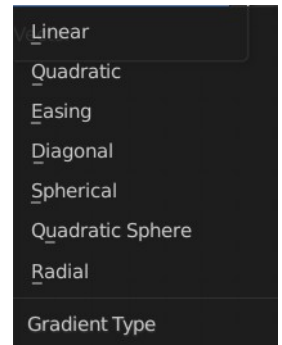 Linear
Quadratic
Easing
Diagonal
Spherical
Quadratic Sphere
Radial
Gradient Type